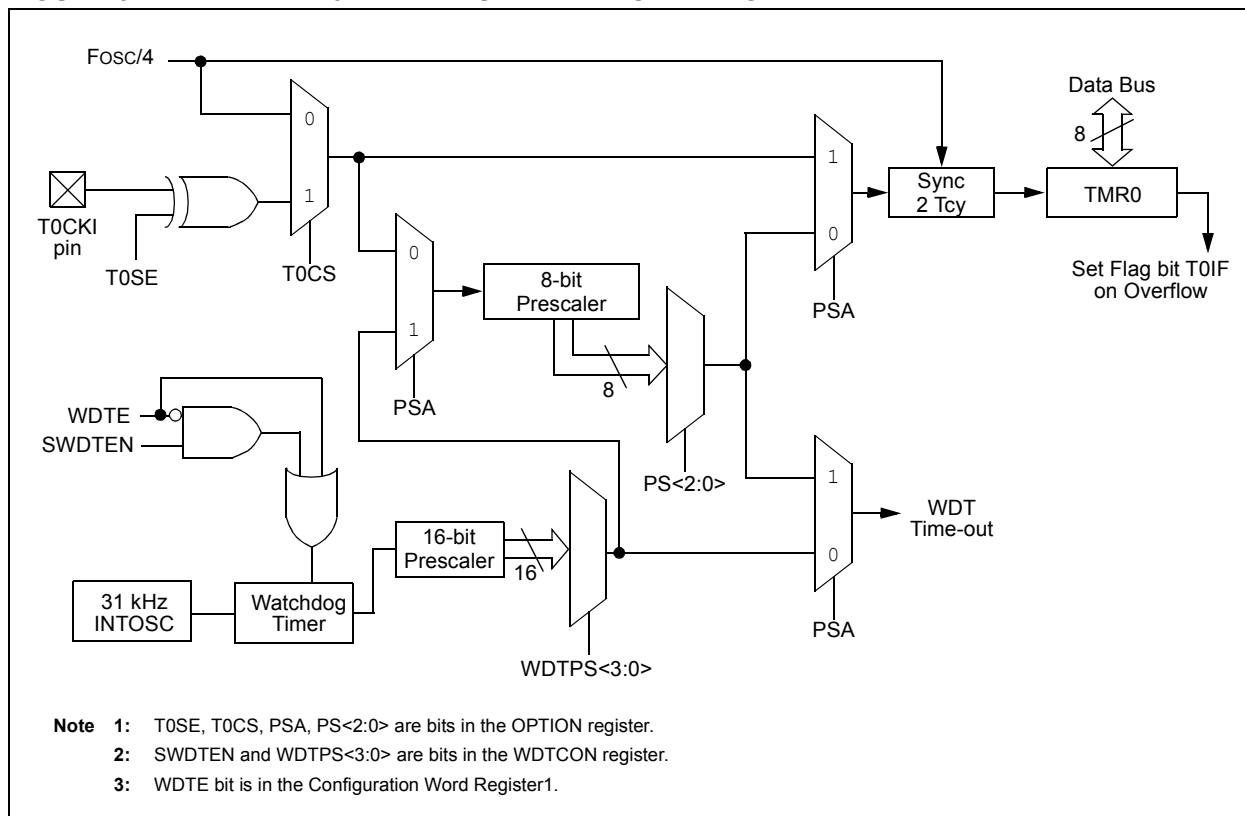 FOSC/4
Data Bus
8
0
1
T0CKI
pin
T0SE
T0CS
1
0
PSA
Sync
2 Tcy
TMR0
Set Flag bit T0IF
on Overflow
0
1
PSA
8-bit
Prescaler
8
PS<2:0>
WDTE
SWDTEN
1
0
PSA
WDT
Time-out
16-bit
Prescaler
16
WDTPS<3:0>
31 kHz
INTOSC
Watchdog
Timer
Note 1: T0SE, T0CS, PSA, PS<2:0> are bits in the OPTION register.
2: SWDTEN and WDTPS<3:0> are bits in the WDTCON register.
3: WDTE bit is in the Configuration Word Register1.